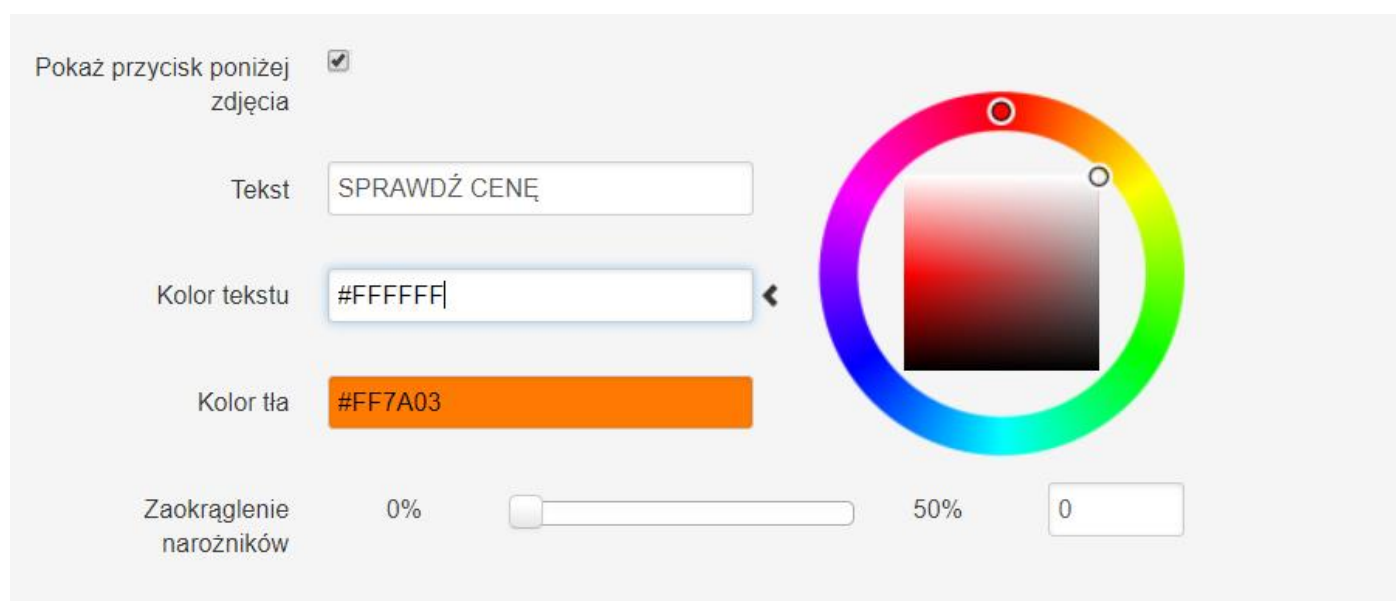 Pokaż przycisk poniżej
zdjęcia
Tekst SPRAWDŹ CENĘ
Kolor tekstu #FFFFFF
Kolor tła #FF7A03
Zaokrąglenie
narożników 0% 50% 0